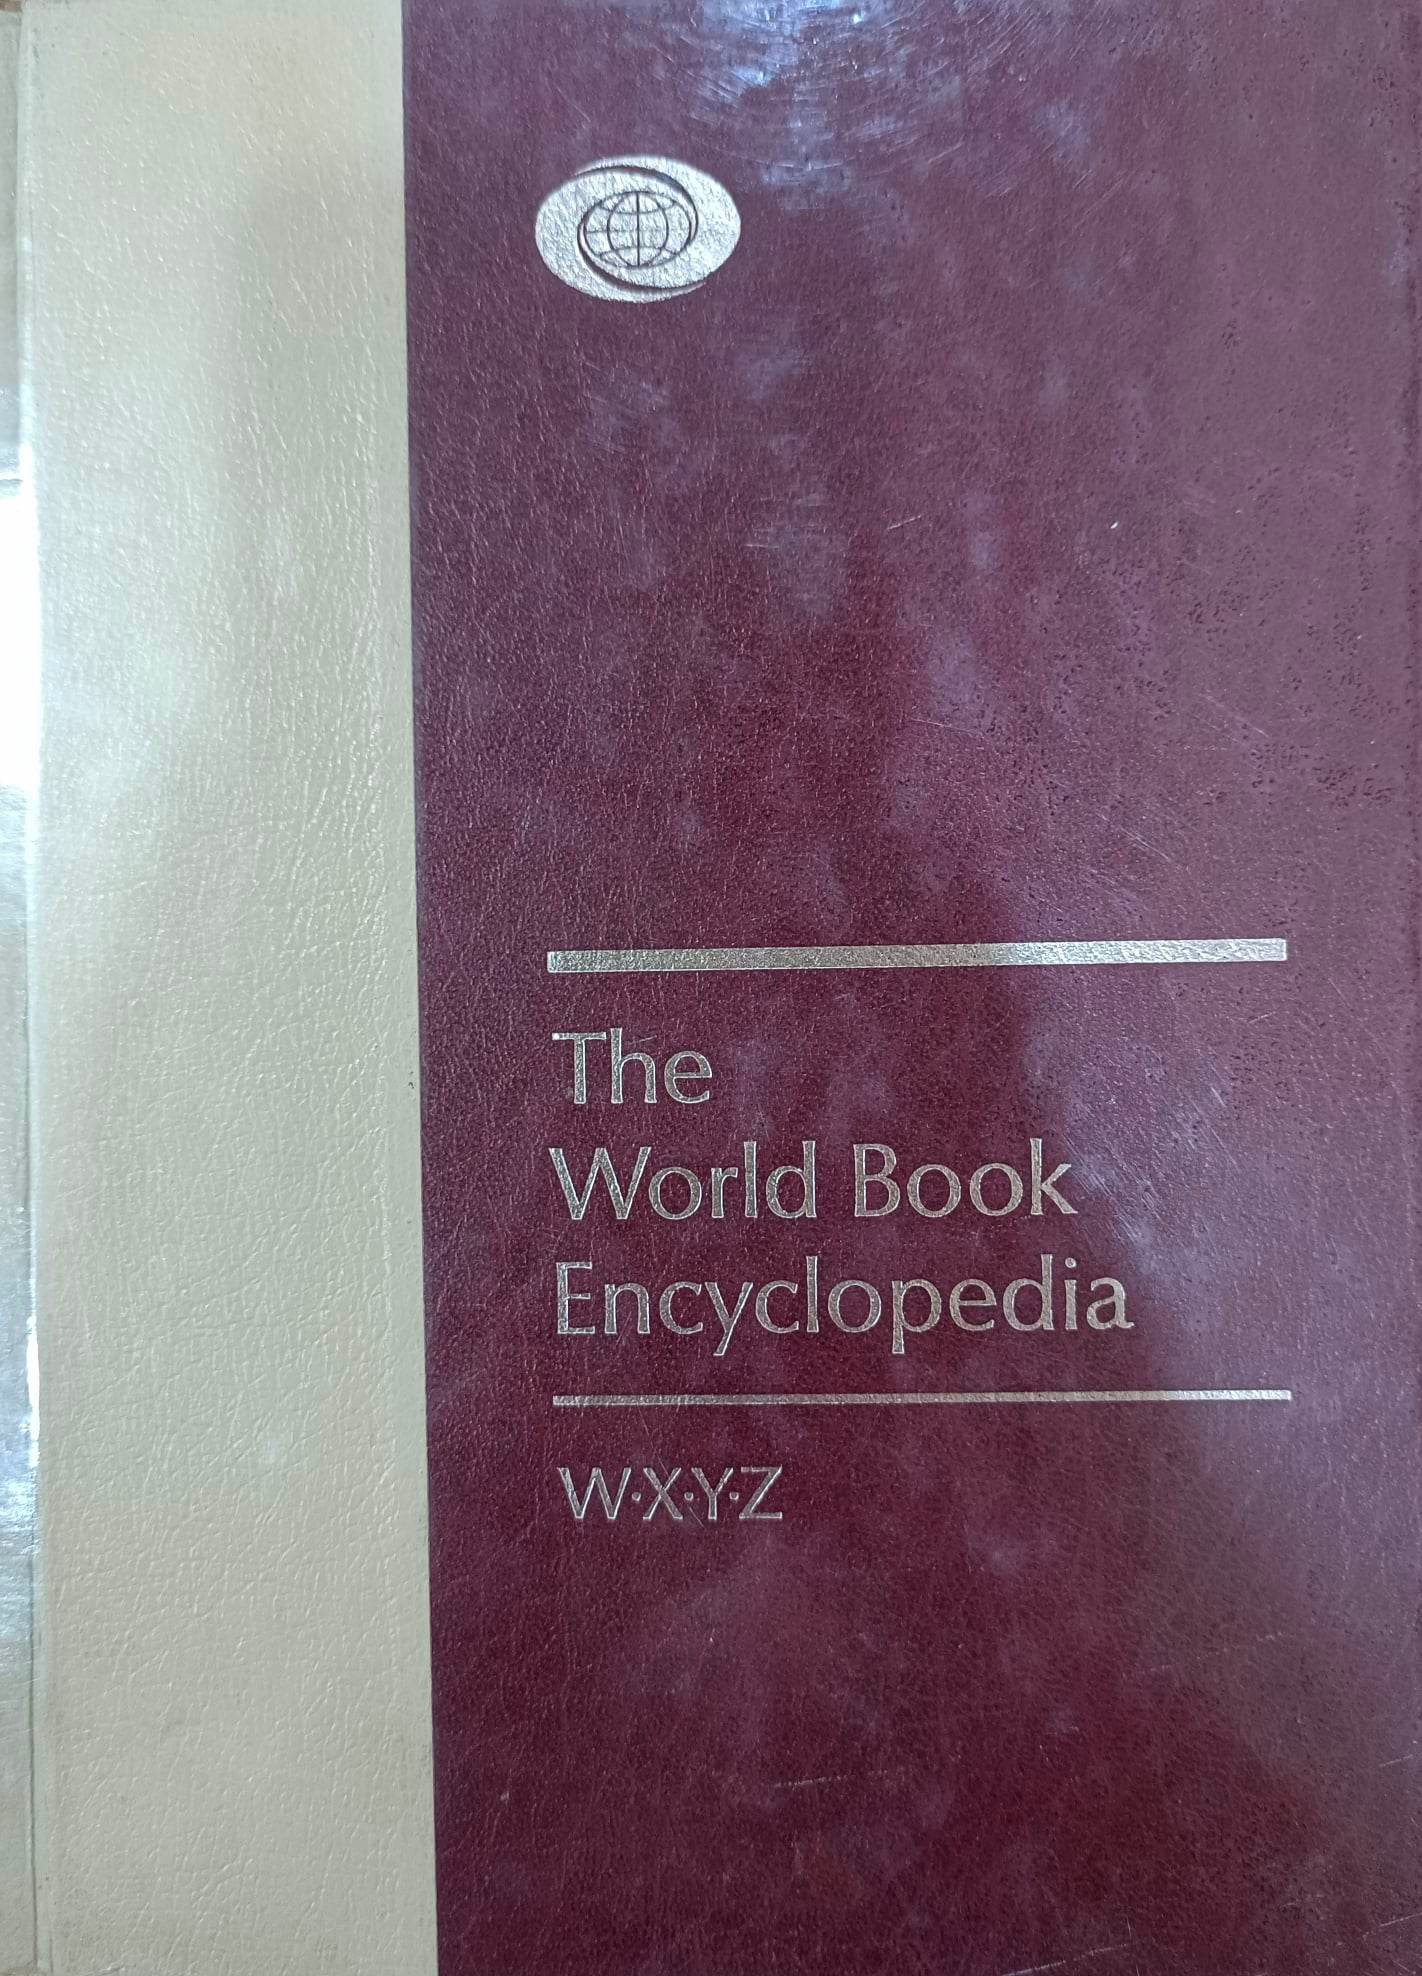 The
World Book
Encyclopedia
W·X·Y·Z